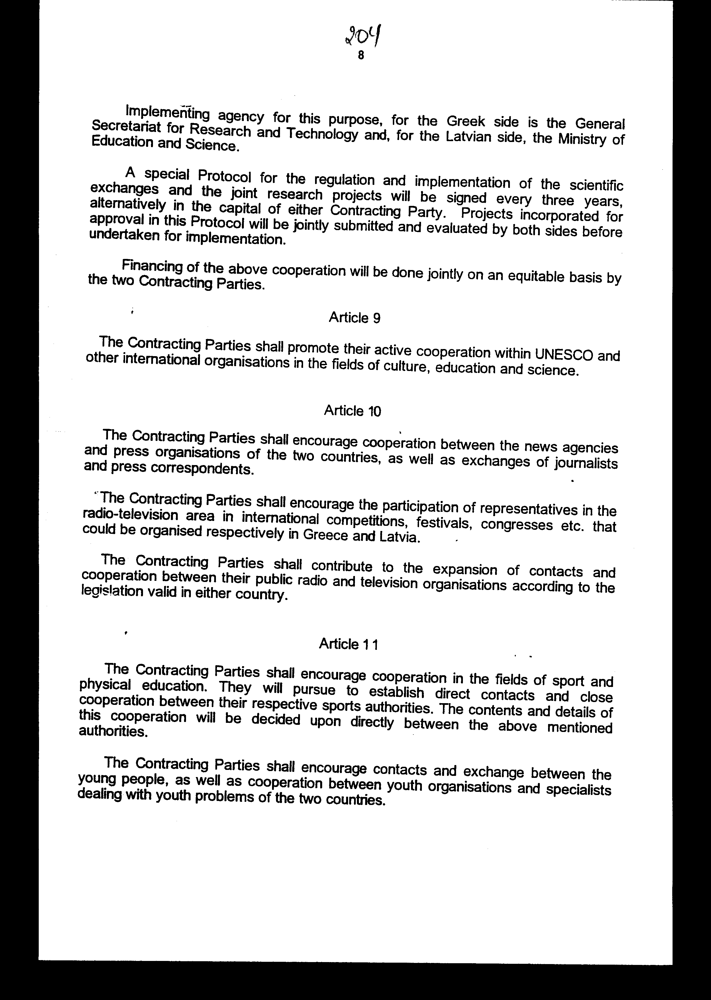 204
8
Implementing agency for this purpose, for the Greek side is the General
Secretariat for Research and Technology and, for the Latvian side, the Ministry of
Education and Science.
A special Protocol for the regulation and implementation of the scientific
exchanges and the joint research projects will be signed every three years,
alternatively in the capital of either Contracting Party. Projects incorporated for
approval in this Protocol will be jointly submitted and evaluated by both sides before
undertaken for implementation.
Financing of the above cooperation will be done jointly on an equitable basis by
the two Contracting Parties.
Article 9
The Contracting Parties shall promote their active cooperation within UNESCO and
other international organisations in the fields of culture, education and science.
Article 10
The Contracting Parties shall encourage cooperation between the news agencies
and press organisations of the two countries, as well as exchanges of journalists
and press correspondents.
The Contracting Parties shall encourage the participation of representatives in the
radio-television area in international competitions, festivals, congresses etc. that
could be organised respectively in Greece and Latvia.
The Contracting Parties shall contribute to the expansion of contacts and
cooperation between their public radio and television organisations according to the
legislation valid in either country.
Article 11
The Contracting Parties shall encourage cooperation in the fields of sport and
physical education. They will pursue to establish direct contacts and close
cooperation between their respective sports authorities. The contents and details of
this cooperation will be decided upon directly between the above mentioned
authorities.
The Contracting Parties shall encourage contacts and exchange between the
young people, as well as cooperation between youth organisations and specialists
dealing with youth problems of the two countries.